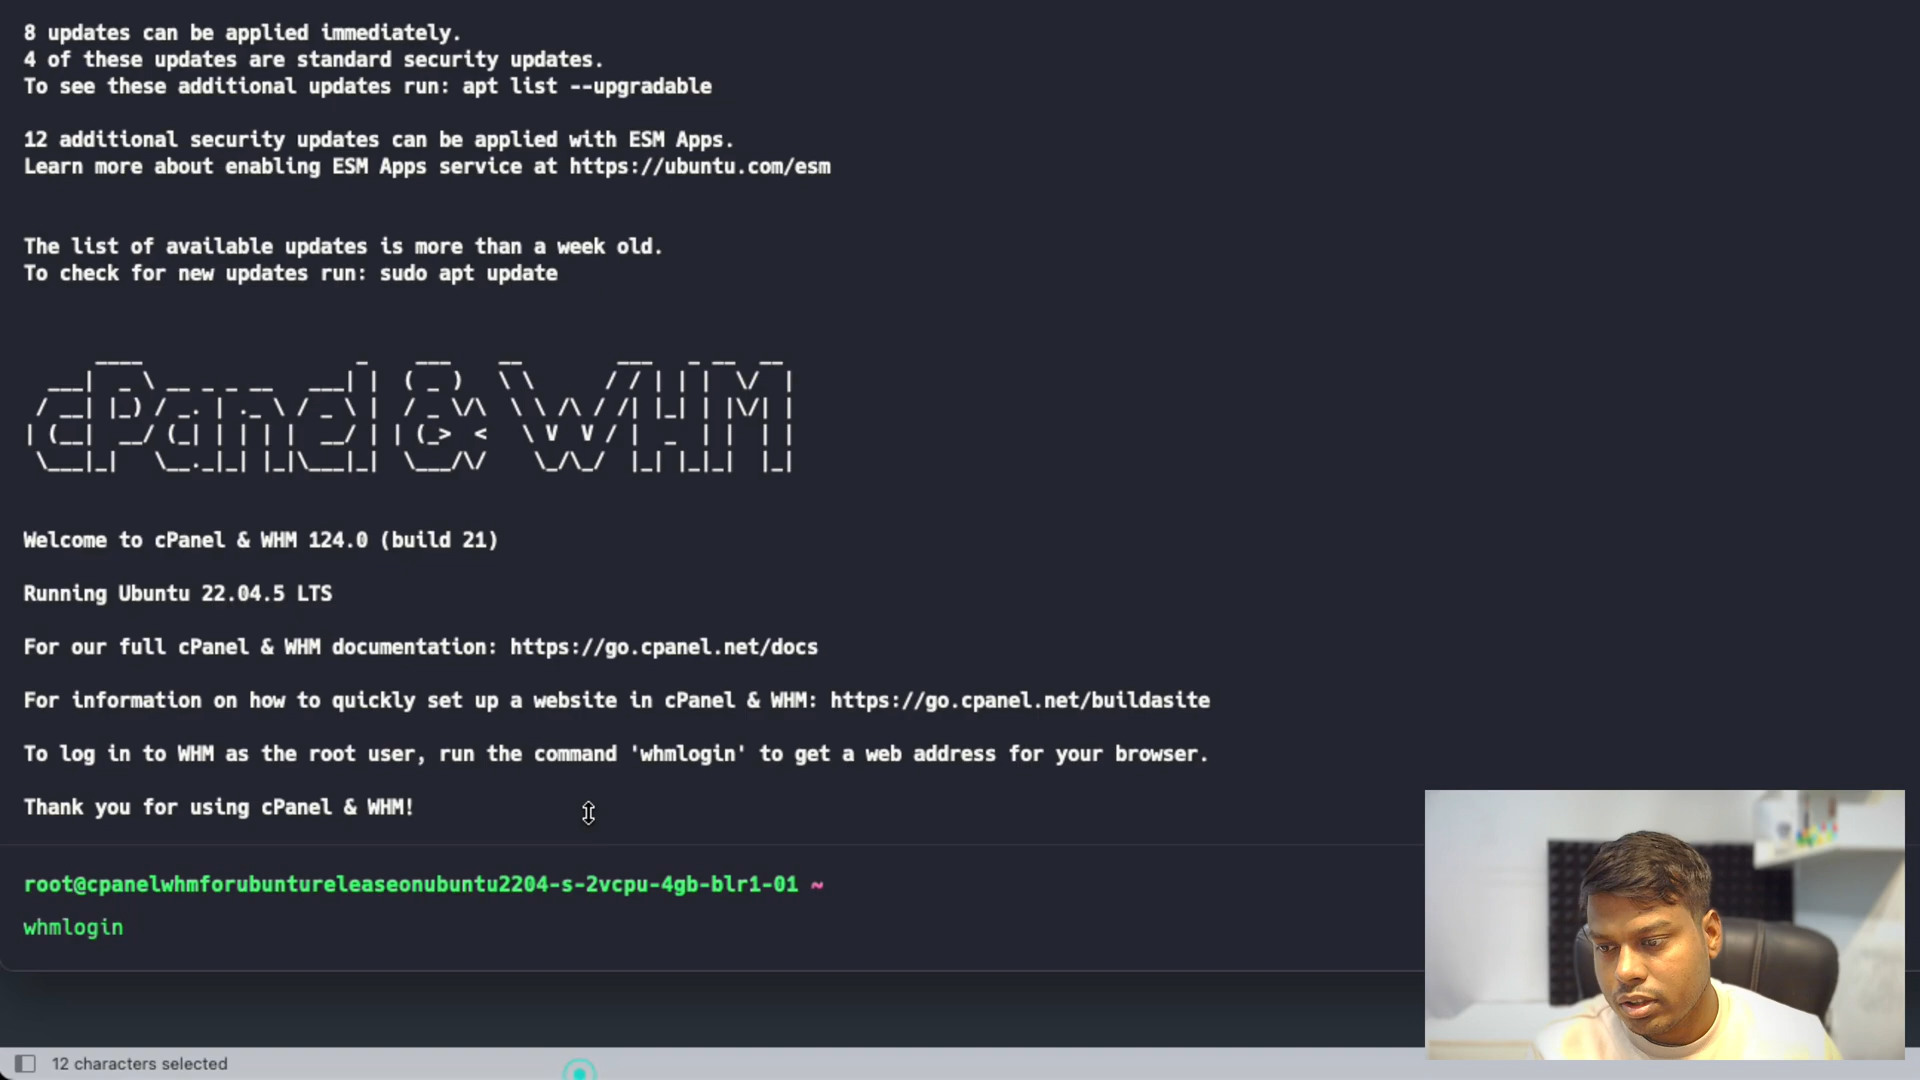 8 updates can be applied immediately.
4 of these updates are standard security updates.
To see these additional updates run: apt list --upgradable
12 additional security updates can be applied with ESM Apps.
Learn more about enabling ESM Apps service at https://ubuntu.com/esm
The list of available updates is more than a week old.
To check for new updates run: sudo apt update
cPanel & WHM
Welcome to cPanel & WHM 124.0 (build 21)
Running Ubuntu 22.04.5 LTS
For our full cPanel & WHM documentation: https://go.cpanel.net/docs
For information on how to quickly set up a website in cPanel & WHM: https://go.cpanel.net/buildasite
To log in to WHM as the root user, run the command 'whmlogin' to get a web address for your browser.
Thank you for using cPanel & WHM!
root@cpanelwhmforubuntureleaseonubuntu2204-s-2vcpu-4gb-blr1-01 ~
whmlogin
12 characters selected